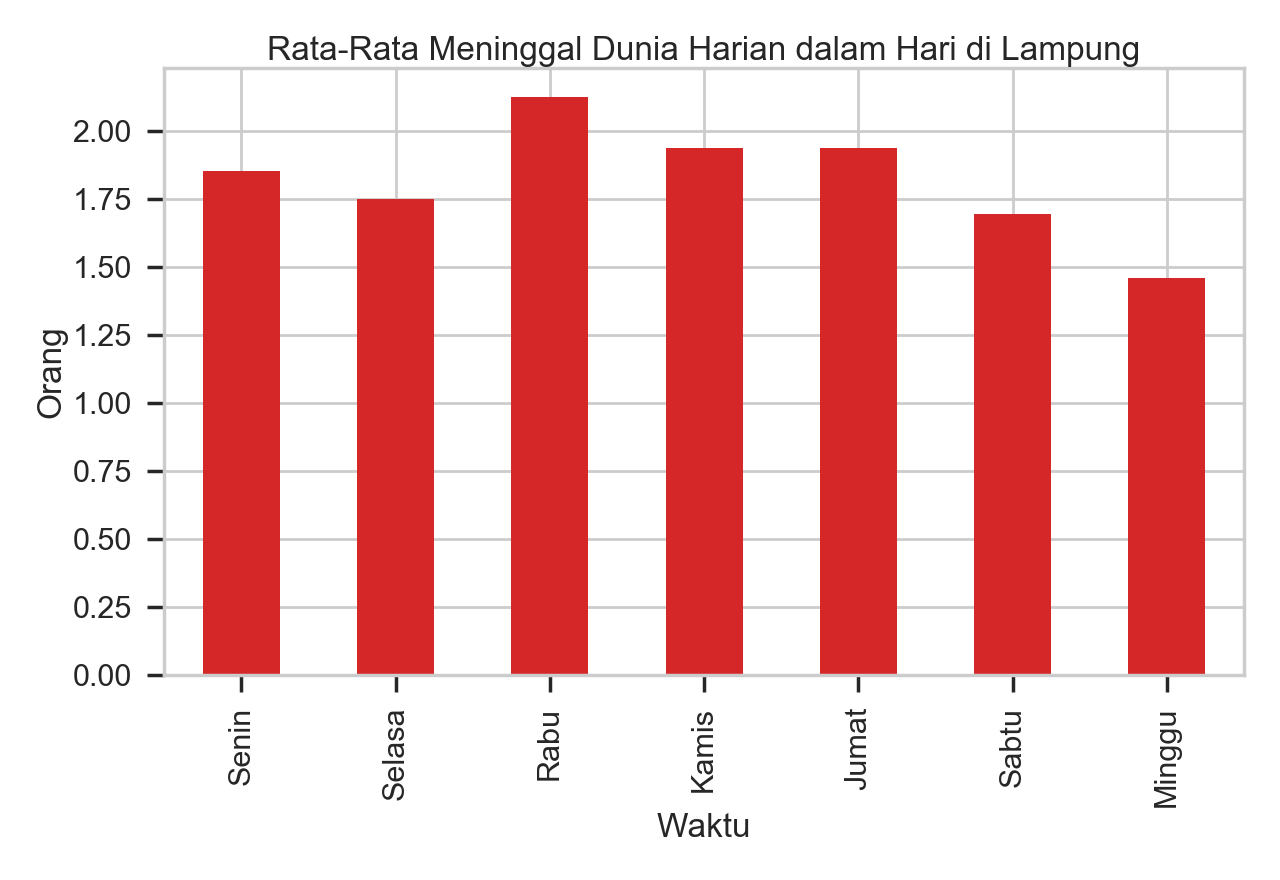 Rata-Rata Meninggal Dunia Harian dalam Hari di Lampung
Orang
2.00
1.75
1.50
1.25
1.00
0.75
0.50
0.25
0.00
Senin
Selasa
Rabu
Kamis
Jumat
Sabtu
Minggu
Waktu